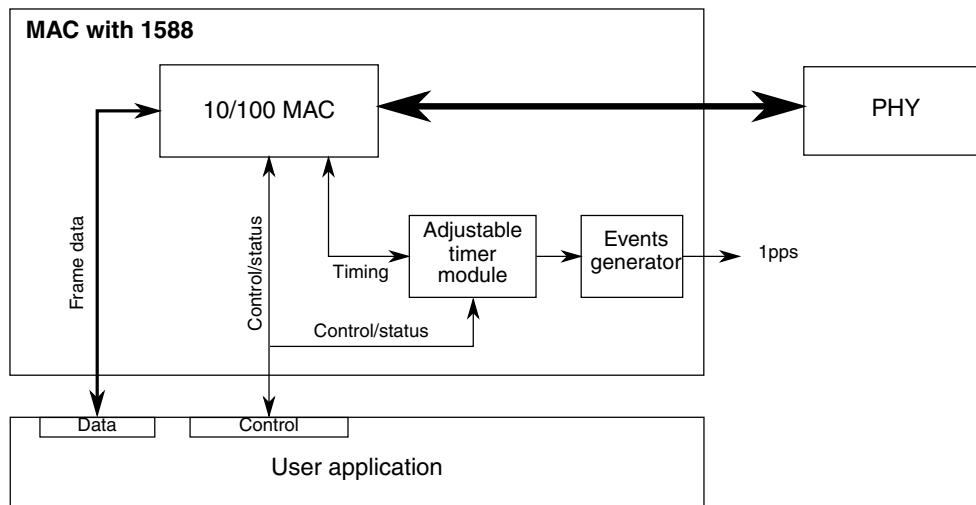 MAC with 1588
10/100 MAC
PHY
Frame data
Control/status
Timing
Adjustable
timer
module
Events
generator
1pps
Control/status
Data
Control
User application